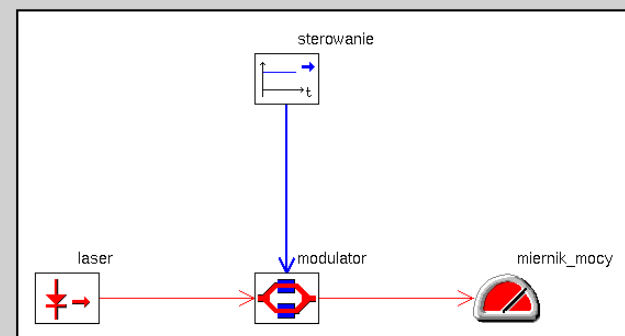 sterowanie
t
laser
modulator
miernik_mocy